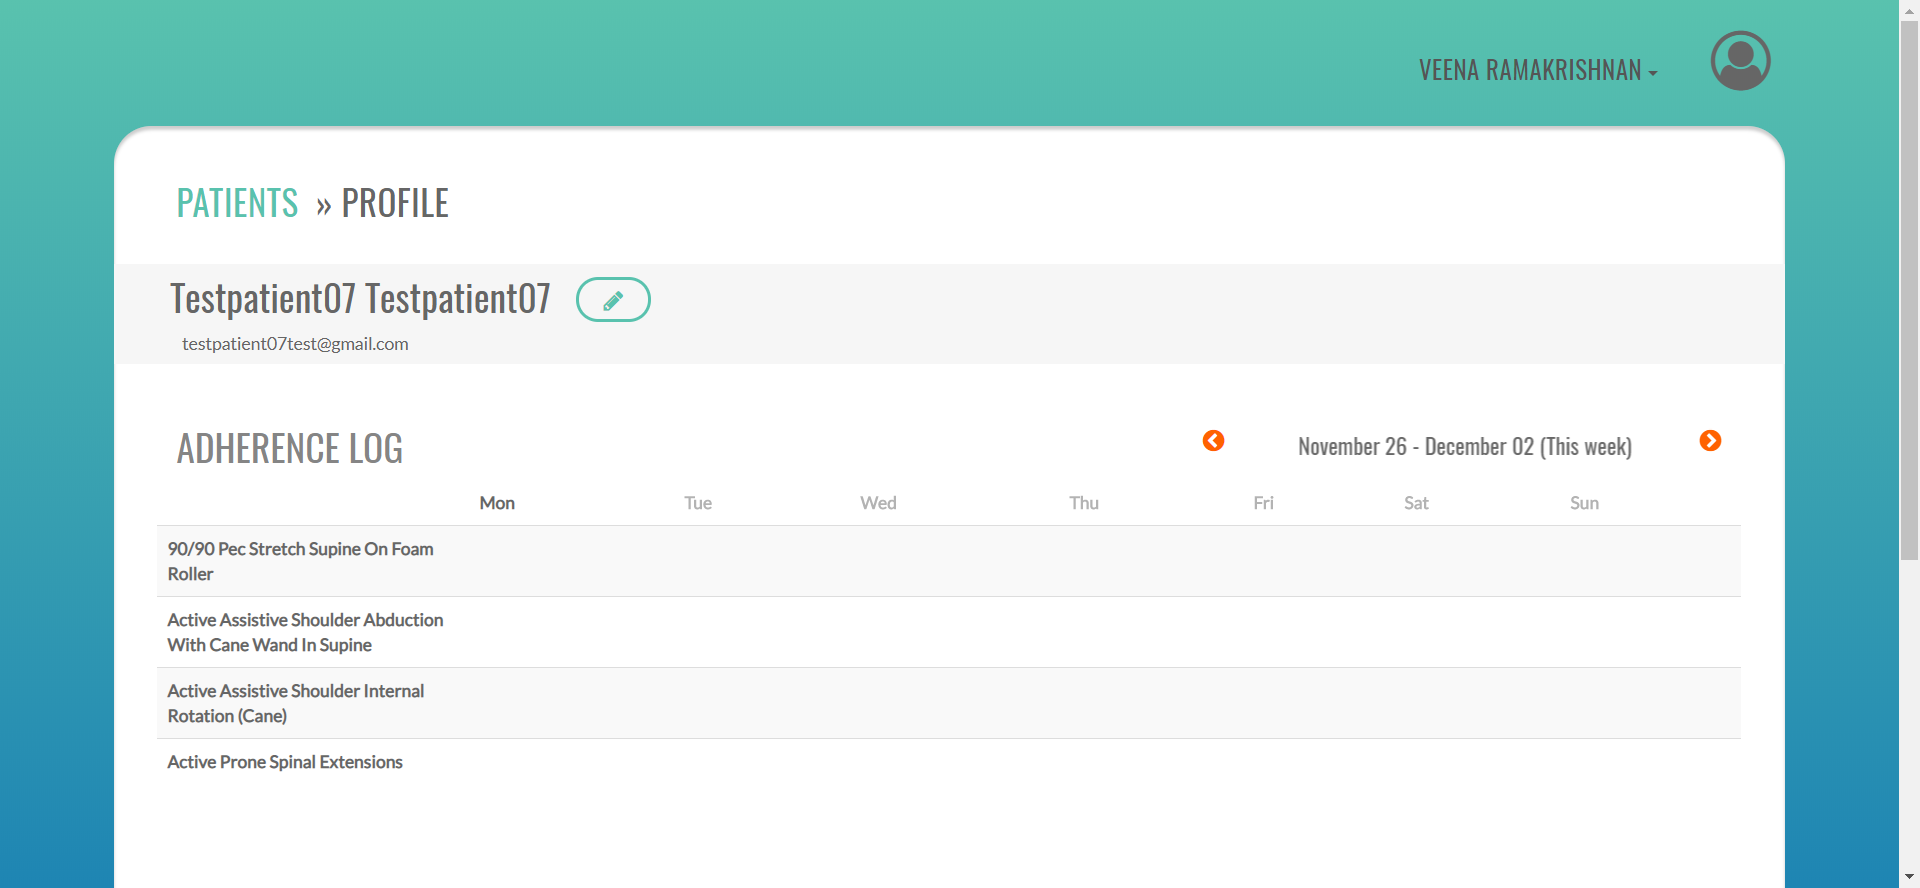 VEENA RAMAKRISHNAN
PATIENTS » PROFILE
Testpatient07 Testpatient07
testpatient07test@gmail.com
ADHERENCE LOG
November 26 - December 02 (This week)
Mon Tue Wed Thu Fri Sat Sun
90/90 Pec Stretch Supine On Foam
Roller
Active Assistive Shoulder Abduction
With Cane Wand In Supine
Active Assistive Shoulder Internal
Rotation (Cane)
Active Prone Spinal Extensions